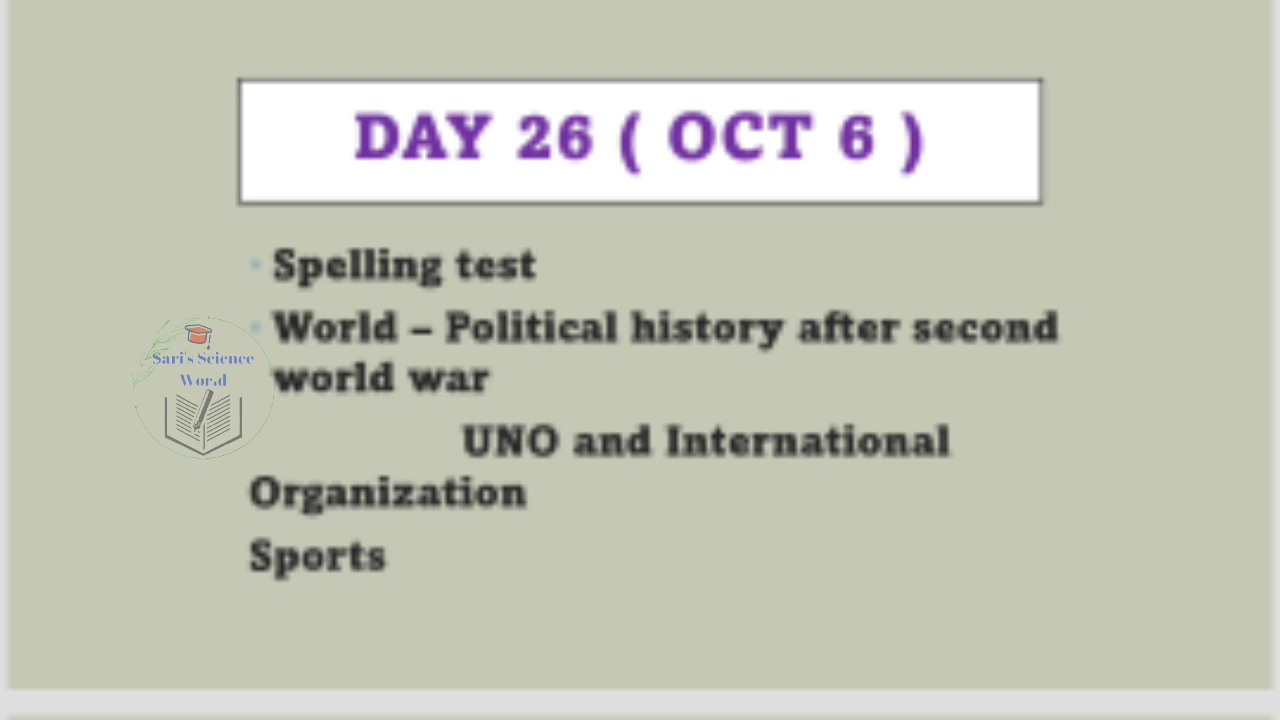 DAY 26 ( OCT 6 )
• Spelling test
• World – Political history after second
world war
UNO and International
Organization
Sports
Sari's Science
World